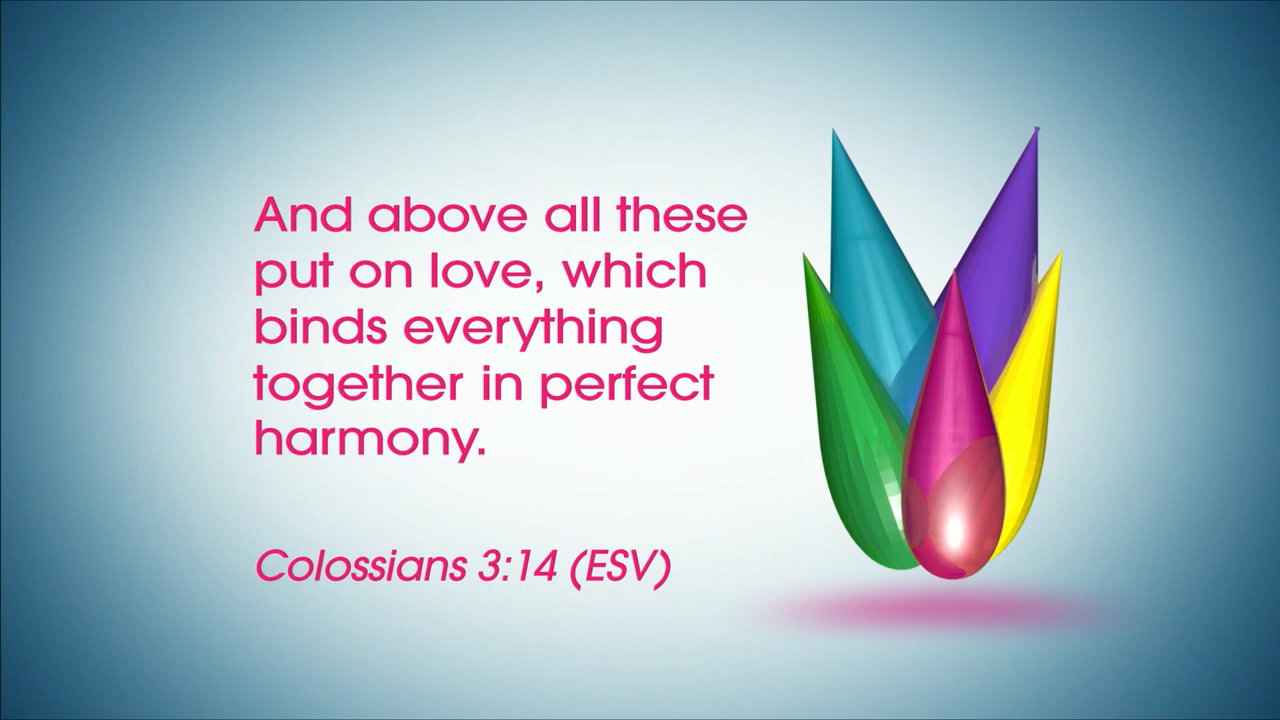 And above all these
put on love, which
binds everything
together in perfect
harmony.
Colossians 3:14 (ESV)